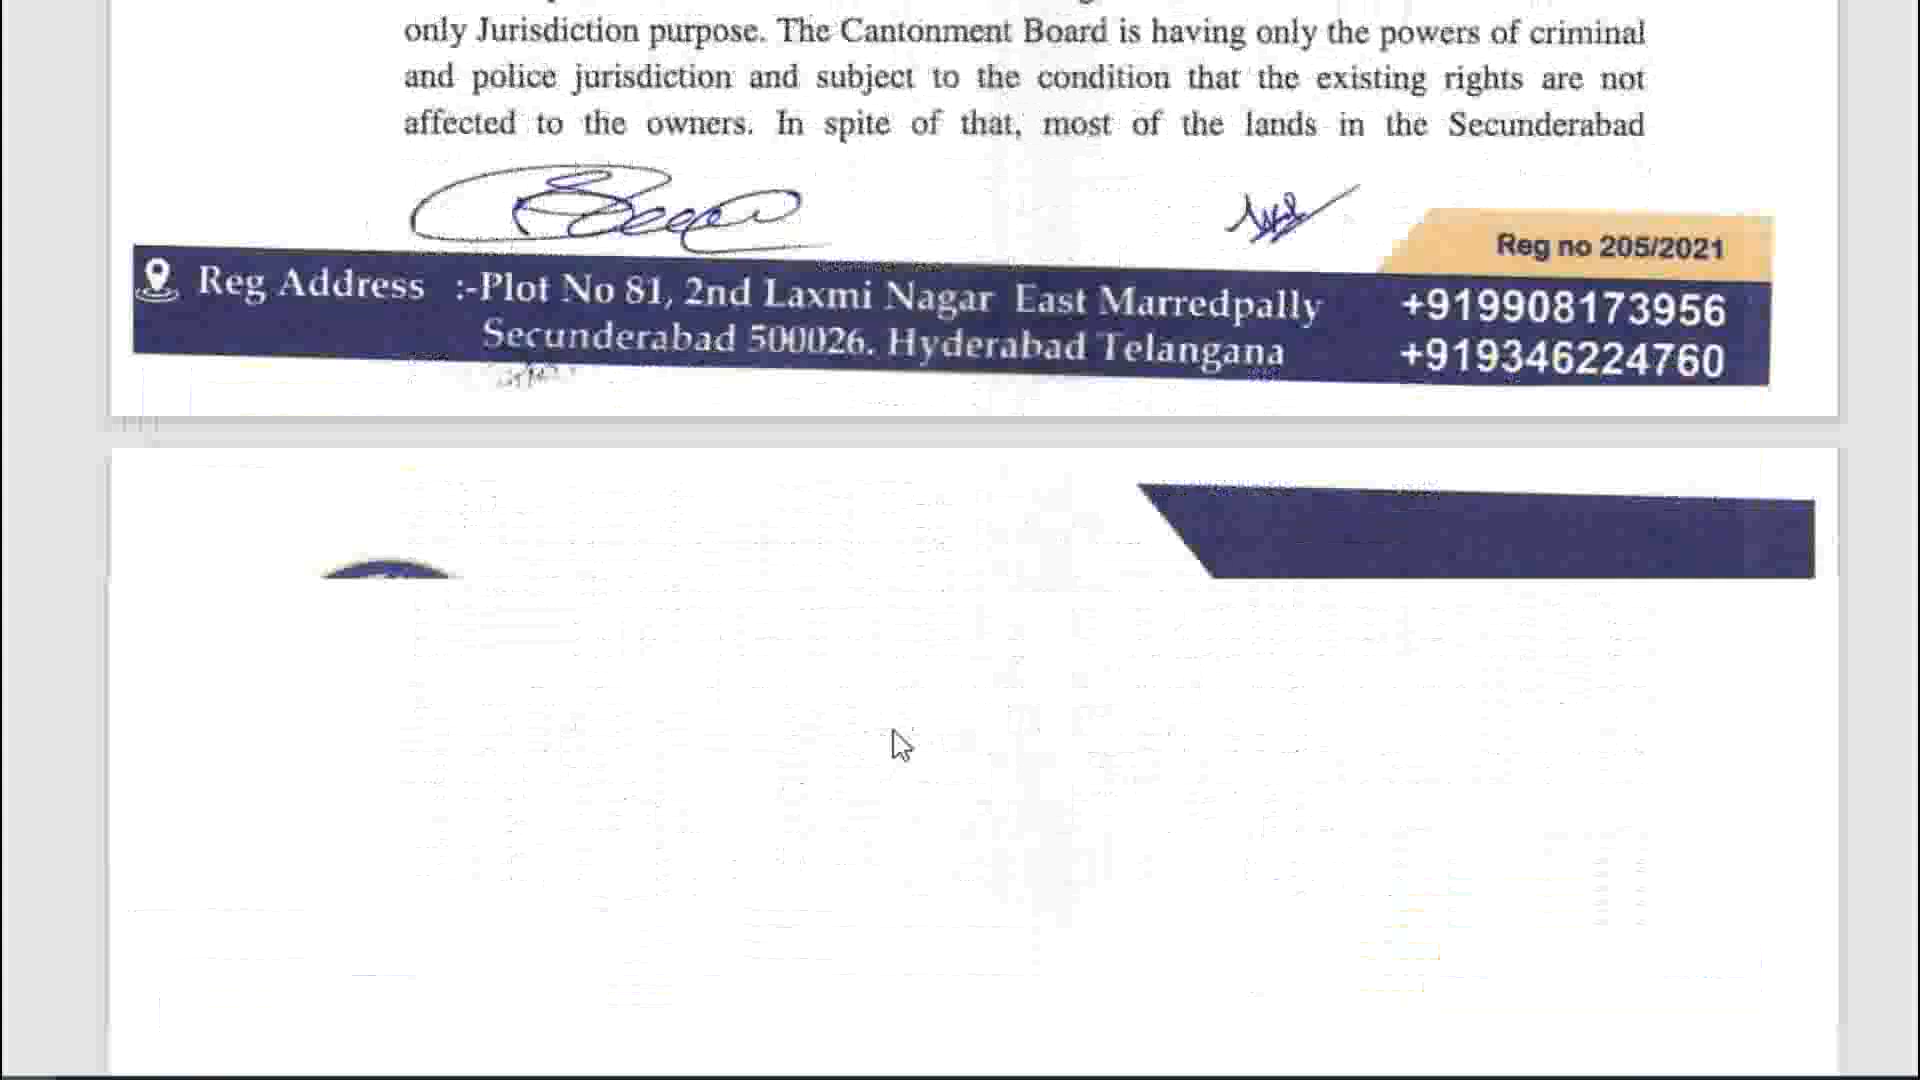 only Jurisdiction purpose. The Cantonment Board is having only the powers of criminal
and police jurisdiction and subject to the condition that the existing rights are not
affected to the owners. In spite of that, most of the lands in the Secunderabad
Reg no 205/2021
Reg Address :-Plot No 81, 2nd Laxmi Nagar East Marredpally
Secunderabad 500026. Hyderabad Telangana
+919908173956
+919346224760